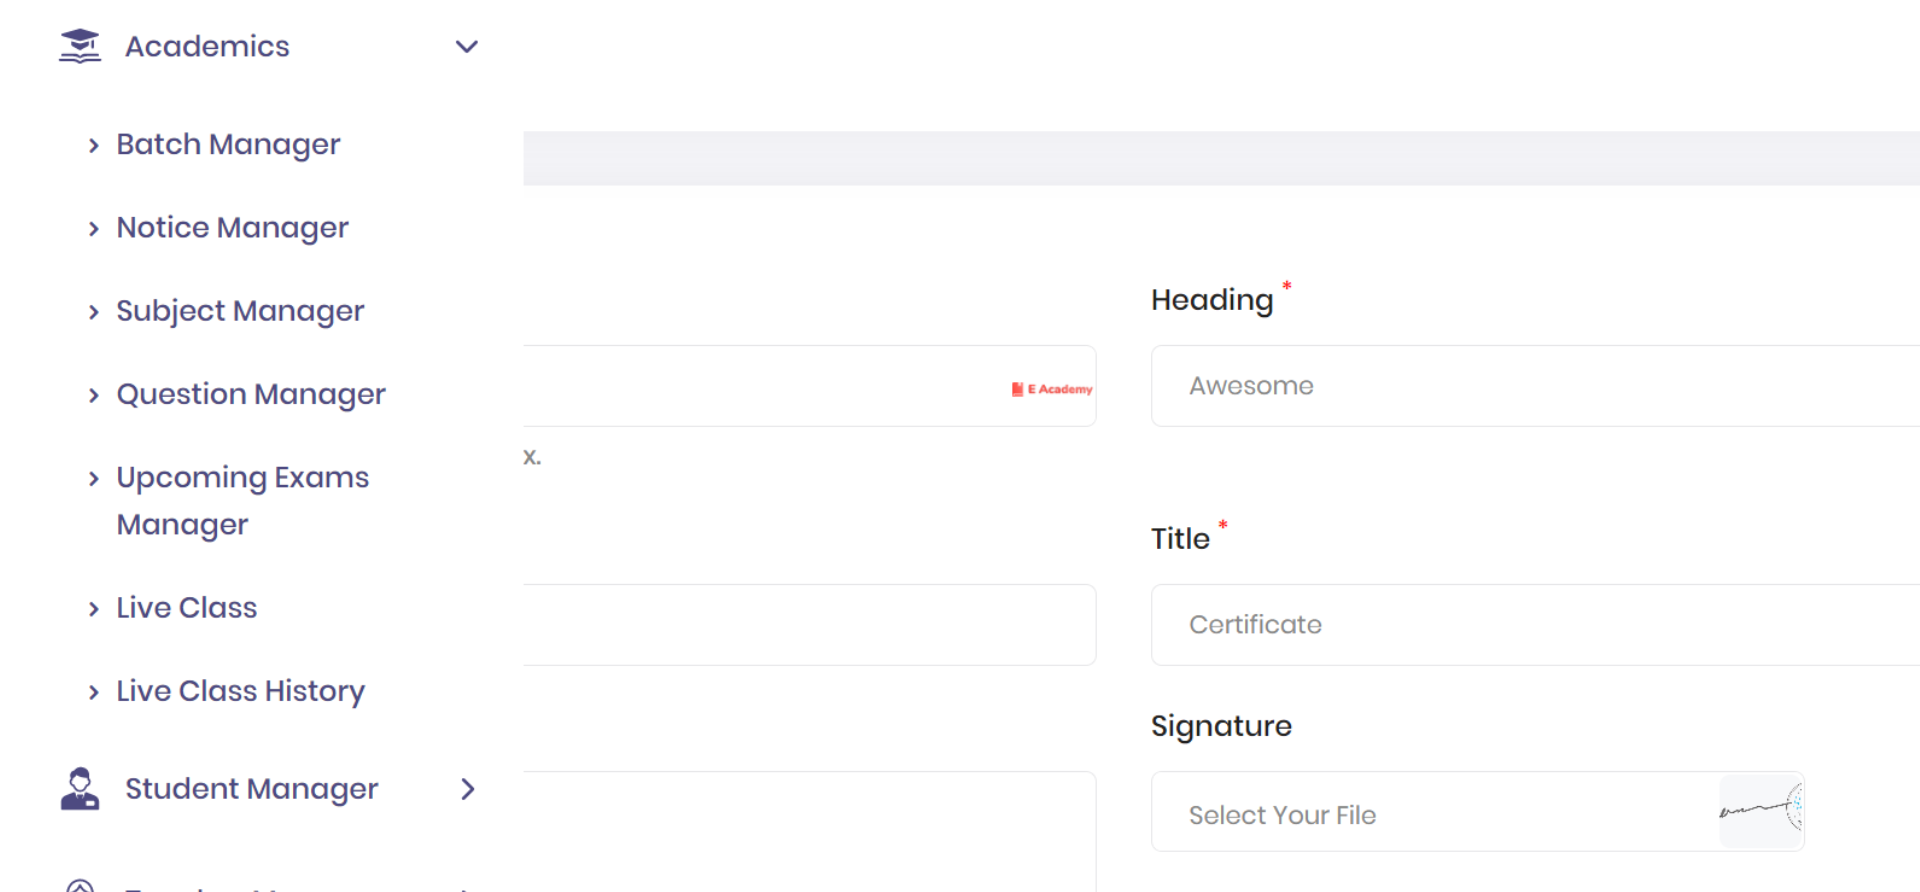 Academics
Batch Manager
Notice Manager
Subject Manager
Question Manager
Upcoming Exams
Manager
Live Class
Live Class History
Student Manager
Heading *
E Academy
Awesome
x.
Title *
Certificate
Signature
Select Your File